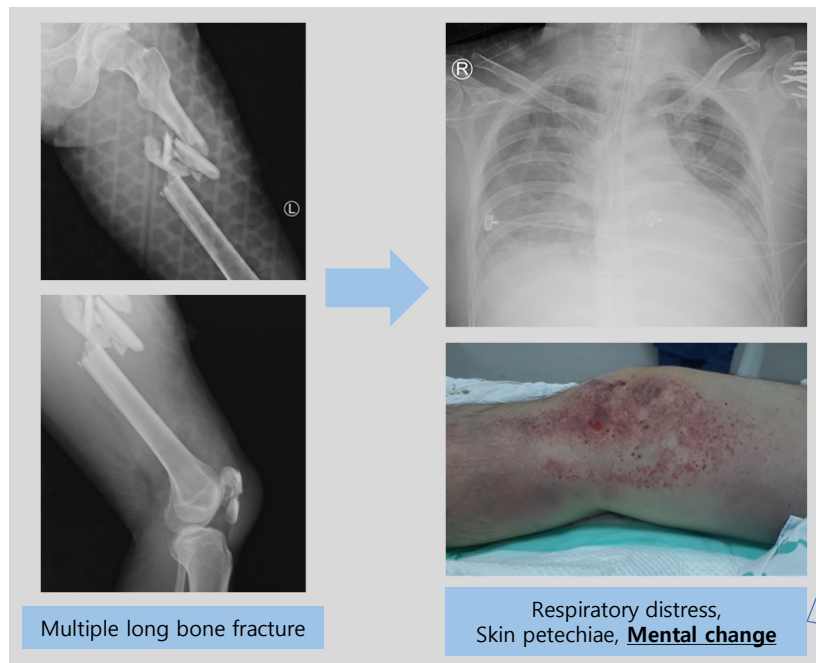 L
Multiple long bone fracture
R
Respiratory distress,
Skin petechiae, Mental change